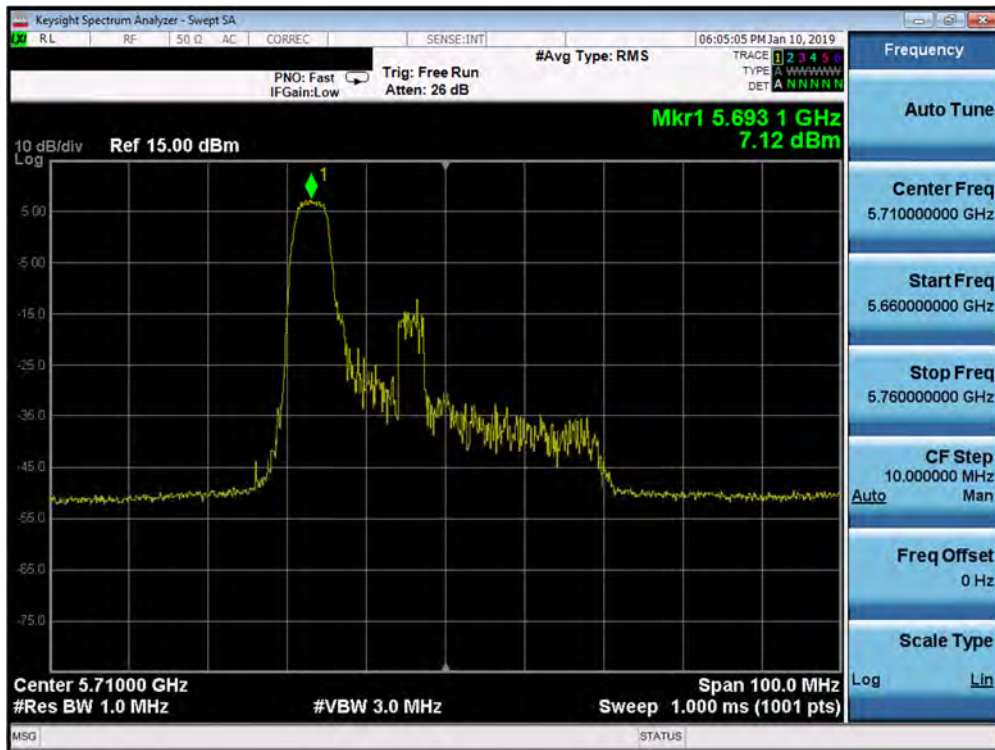 Keysight Spectrum Analyzer - Swept SA
LXI RL RF 50 Ω AC CORREC SENSE:INT 06:05:05 PM Jan 10, 2019
#Avg Type: RMS TRACE 1 2 3 4 5 6
PNO: Fast Trig: Free Run TYPE A WWWWW
IFGain:Low Atten: 26 dB DET A N N N N N
Mkr1 5.693 1 GHz
7.12 dBm
10 dB/div Ref 15.00 dBm
Log
1
5.00
-5.00
-15.0
-25.0
-35.0
-45.0
-55.0
-65.0
-75.0
Center 5.71000 GHz Span 100.0 MHz
#Res BW 1.0 MHz #VBW 3.0 MHz Sweep 1.000 ms (1001 pts)
MSG STATUS
Frequency
Auto Tune
Center Freq
5.710000000 GHz
Start Freq
5.660000000 GHz
Stop Freq
5.760000000 GHz
CF Step
10.000000 MHz
Auto Man
Freq Offset
0 Hz
Scale Type
Log Lin